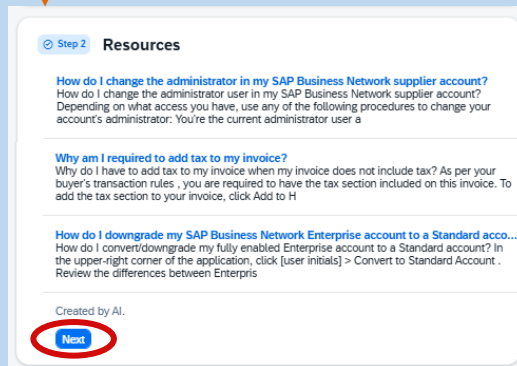 Step 2 Resources
How do I change the administrator in my SAP Business Network supplier account?
How do I change the administrator user in my SAP Business Network supplier account?
Depending on what access you have, use any of the following procedures to change your
account's administrator: You're the current administrator user a
Why am I required to add tax to my invoice?
Why do I have to add tax to my invoice when my invoice does not include tax? As per your
buyer's transaction rules , you are required to have the tax section included on this invoice. To
add the tax section to your invoice, click Add to H
How do I downgrade my SAP Business Network Enterprise account to a Standard acco...
How do I convert/downgrade my fully enabled Enterprise account to a Standard account? In
the upper-right corner of the application, click [user initials] > Convert to Standard Account .
Review the differences between Enterpris
Created by AI.
Next